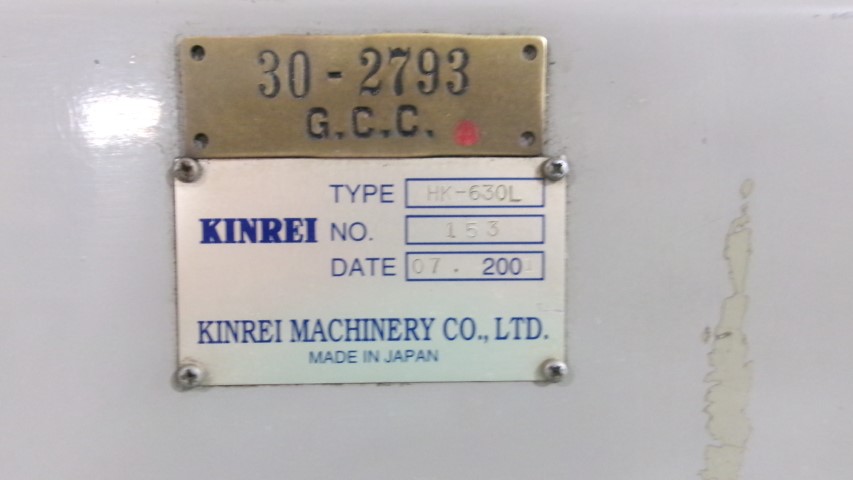 30-2793
G.C.C.
TYPE HK-630L
KINREI NO. 153
DATE 07. 200
KINREI MACHINERY CO., LTD.
MADE IN JAPAN